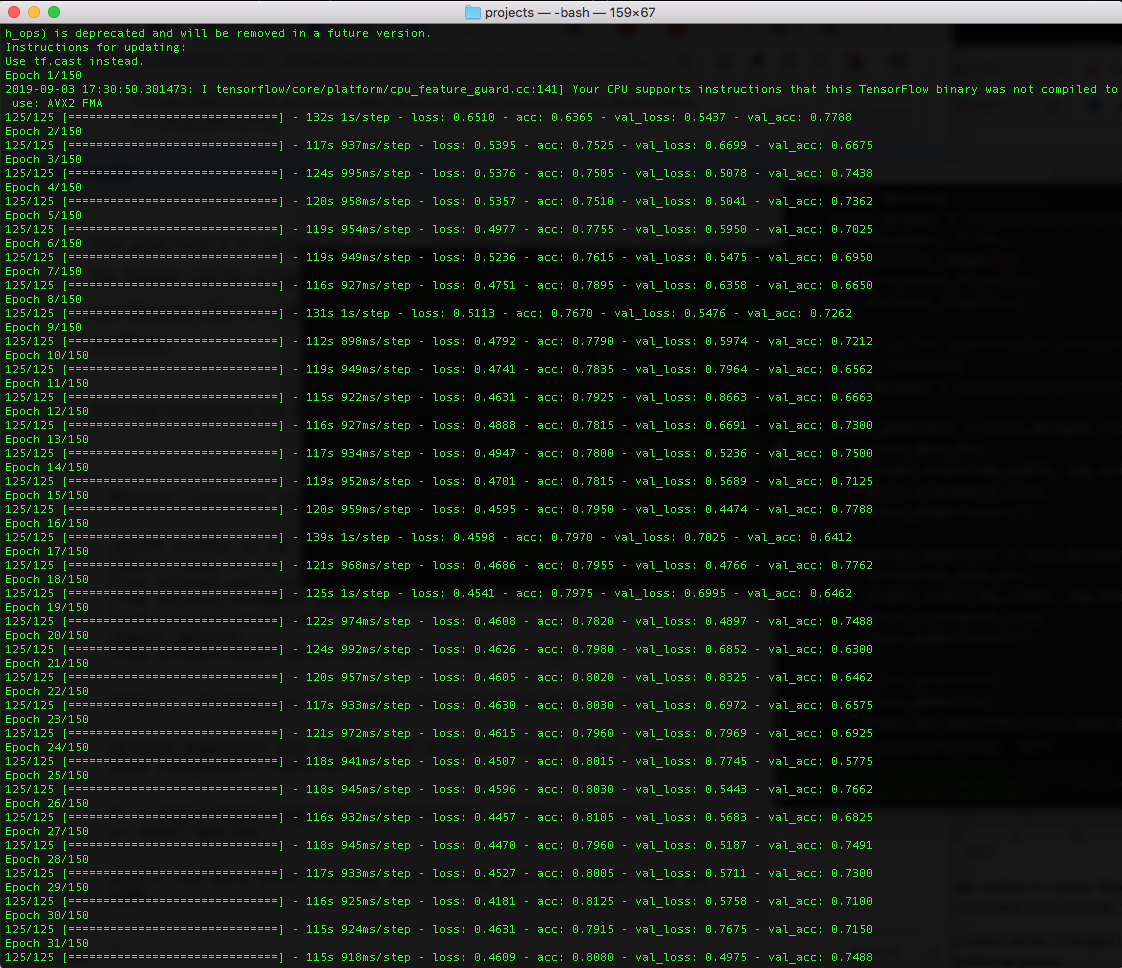 projects — -bash — 159×67
h_ops) is deprecated and will be removed in a future version.
Instructions for updating:
Use tf.cast instead.
Epoch 1/150
2019-09-03 17:30:50.301473: I tensorflow/core/platform/cpu_feature_guard.cc:141] Your CPU supports instructions that this TensorFlow binary was not compiled to
 use: AVX2 FMA
125/125 [==============================] - 132s 1s/step - loss: 0.6510 - acc: 0.6365 - val_loss: 0.5437 - val_acc: 0.7788
Epoch 2/150
125/125 [==============================] - 117s 937ms/step - loss: 0.5395 - acc: 0.7525 - val_loss: 0.6699 - val_acc: 0.6675
Epoch 3/150
125/125 [==============================] - 124s 995ms/step - loss: 0.5376 - acc: 0.7505 - val_loss: 0.5078 - val_acc: 0.7438
Epoch 4/150
125/125 [==============================] - 120s 958ms/step - loss: 0.5357 - acc: 0.7510 - val_loss: 0.5041 - val_acc: 0.7362
Epoch 5/150
125/125 [==============================] - 119s 954ms/step - loss: 0.4977 - acc: 0.7755 - val_loss: 0.5950 - val_acc: 0.7025
Epoch 6/150
125/125 [==============================] - 119s 949ms/step - loss: 0.5236 - acc: 0.7615 - val_loss: 0.5475 - val_acc: 0.6950
Epoch 7/150
125/125 [==============================] - 116s 927ms/step - loss: 0.4751 - acc: 0.7895 - val_loss: 0.6358 - val_acc: 0.6650
Epoch 8/150
125/125 [==============================] - 131s 1s/step - loss: 0.5113 - acc: 0.7670 - val_loss: 0.5476 - val_acc: 0.7262
Epoch 9/150
125/125 [==============================] - 112s 898ms/step - loss: 0.4792 - acc: 0.7790 - val_loss: 0.5974 - val_acc: 0.7212
Epoch 10/150
125/125 [==============================] - 119s 949ms/step - loss: 0.4741 - acc: 0.7835 - val_loss: 0.7964 - val_acc: 0.6562
Epoch 11/150
125/125 [==============================] - 115s 922ms/step - loss: 0.4631 - acc: 0.7925 - val_loss: 0.8663 - val_acc: 0.6663
Epoch 12/150
125/125 [==============================] - 116s 927ms/step - loss: 0.4888 - acc: 0.7815 - val_loss: 0.6691 - val_acc: 0.7300
Epoch 13/150
125/125 [==============================] - 117s 934ms/step - loss: 0.4947 - acc: 0.7800 - val_loss: 0.5236 - val_acc: 0.7500
Epoch 14/150
125/125 [==============================] - 119s 952ms/step - loss: 0.4701 - acc: 0.7815 - val_loss: 0.5689 - val_acc: 0.7125
Epoch 15/150
125/125 [==============================] - 120s 959ms/step - loss: 0.4595 - acc: 0.7950 - val_loss: 0.4474 - val_acc: 0.7788
Epoch 16/150
125/125 [==============================] - 139s 1s/step - loss: 0.4598 - acc: 0.7970 - val_loss: 0.7025 - val_acc: 0.6412
Epoch 17/150
125/125 [==============================] - 121s 968ms/step - loss: 0.4686 - acc: 0.7955 - val_loss: 0.4766 - val_acc: 0.7762
Epoch 18/150
125/125 [==============================] - 125s 1s/step - loss: 0.4541 - acc: 0.7975 - val_loss: 0.6995 - val_acc: 0.6462
Epoch 19/150
125/125 [==============================] - 122s 974ms/step - loss: 0.4608 - acc: 0.7820 - val_loss: 0.4897 - val_acc: 0.7488
Epoch 20/150
125/125 [==============================] - 124s 992ms/step - loss: 0.4626 - acc: 0.7980 - val_loss: 0.6852 - val_acc: 0.6300
Epoch 21/150
125/125 [==============================] - 120s 957ms/step - loss: 0.4605 - acc: 0.8020 - val_loss: 0.8325 - val_acc: 0.6462
Epoch 22/150
125/125 [==============================] - 117s 933ms/step - loss: 0.4630 - acc: 0.8030 - val_loss: 0.6972 - val_acc: 0.6575
Epoch 23/150
125/125 [==============================] - 121s 972ms/step - loss: 0.4615 - acc: 0.7960 - val_loss: 0.7969 - val_acc: 0.6925
Epoch 24/150
125/125 [==============================] - 118s 941ms/step - loss: 0.4507 - acc: 0.8015 - val_loss: 0.7745 - val_acc: 0.5775
Epoch 25/150
125/125 [==============================] - 118s 945ms/step - loss: 0.4596 - acc: 0.8030 - val_loss: 0.5443 - val_acc: 0.7662
Epoch 26/150
125/125 [==============================] - 116s 932ms/step - loss: 0.4457 - acc: 0.8105 - val_loss: 0.5683 - val_acc: 0.6825
Epoch 27/150
125/125 [==============================] - 118s 945ms/step - loss: 0.4470 - acc: 0.7960 - val_loss: 0.5187 - val_acc: 0.7491
Epoch 28/150
125/125 [==============================] - 117s 933ms/step - loss: 0.4527 - acc: 0.8005 - val_loss: 0.5711 - val_acc: 0.7300
Epoch 29/150
125/125 [==============================] - 116s 925ms/step - loss: 0.4181 - acc: 0.8125 - val_loss: 0.5758 - val_acc: 0.7100
Epoch 30/150
125/125 [==============================] - 115s 924ms/step - loss: 0.4631 - acc: 0.7915 - val_loss: 0.7675 - val_acc: 0.7150
Epoch 31/150
125/125 [==============================] - 115s 918ms/step - loss: 0.4609 - acc: 0.8080 - val_loss: 0.4975 - val_acc: 0.7488